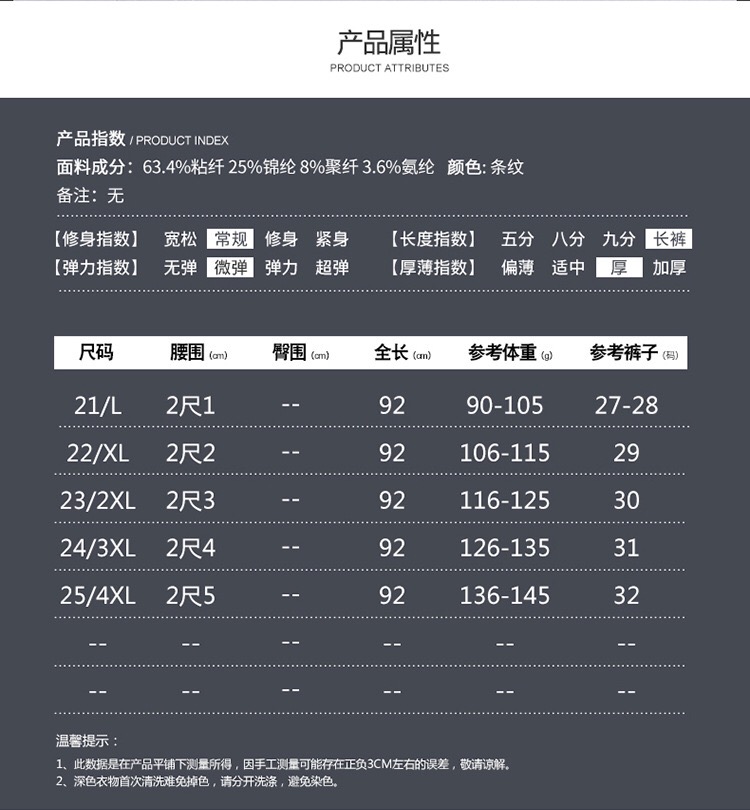 产品属性
PRODUCT ATTRIBUTES
产品指数 / PRODUCT INDEX
面料成分：63.4%粘纤 25%锦纶 8%聚纤 3.6%氨纶 颜色: 条纹
备注：无
【修身指数】 宽松 常规 修身 紧身 【长度指数】 五分 八分 九分 长裤
【弹力指数】 无弹 微弹 弹力 超弹 【厚薄指数】 偏薄 适中 厚 加厚
尺码 腰围 (cm) 臀围 (cm) 全长 (cm) 参考体重 (g) 参考裤子 (码)
21/L 2尺1 -- 92 90-105 27-28
22/XL 2尺2 -- 92 106-115 29
23/2XL 2尺3 -- 92 116-125 30
24/3XL 2尺4 -- 92 126-135 31
25/4XL 2尺5 -- 92 136-145 32
-- -- -- -- -- --
-- -- -- -- -- --
温馨提示：
1、此数据是在产品平铺下测量所得，因手工测量可能存在正负3CM左右的误差，敬请谅解。
2、深色衣物首次清洗难免掉色，请分开洗涤，避免染色。